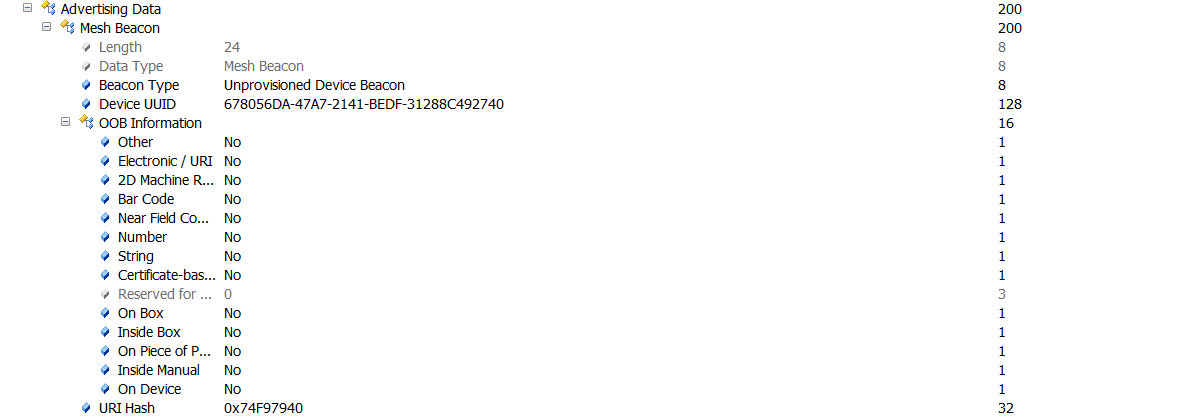 Advertising Data 200
Mesh Beacon 200
Length 24 8
Data Type Mesh Beacon 8
Beacon Type Unprovisioned Device Beacon 8
Device UUID 678056DA-47A7-2141-BEDF-31288C492740 128
OOB Information 16
Other No 1
Electronic / URI No 1
2D Machine R... No 1
Bar Code No 1
Near Field Co... No 1
Number No 1
String No 1
Certificate-bas... No 1
Reserved for ... 0 3
On Box No 1
Inside Box No 1
On Piece of P... No 1
Inside Manual No 1
On Device No 1
URI Hash 0x74F97940 32